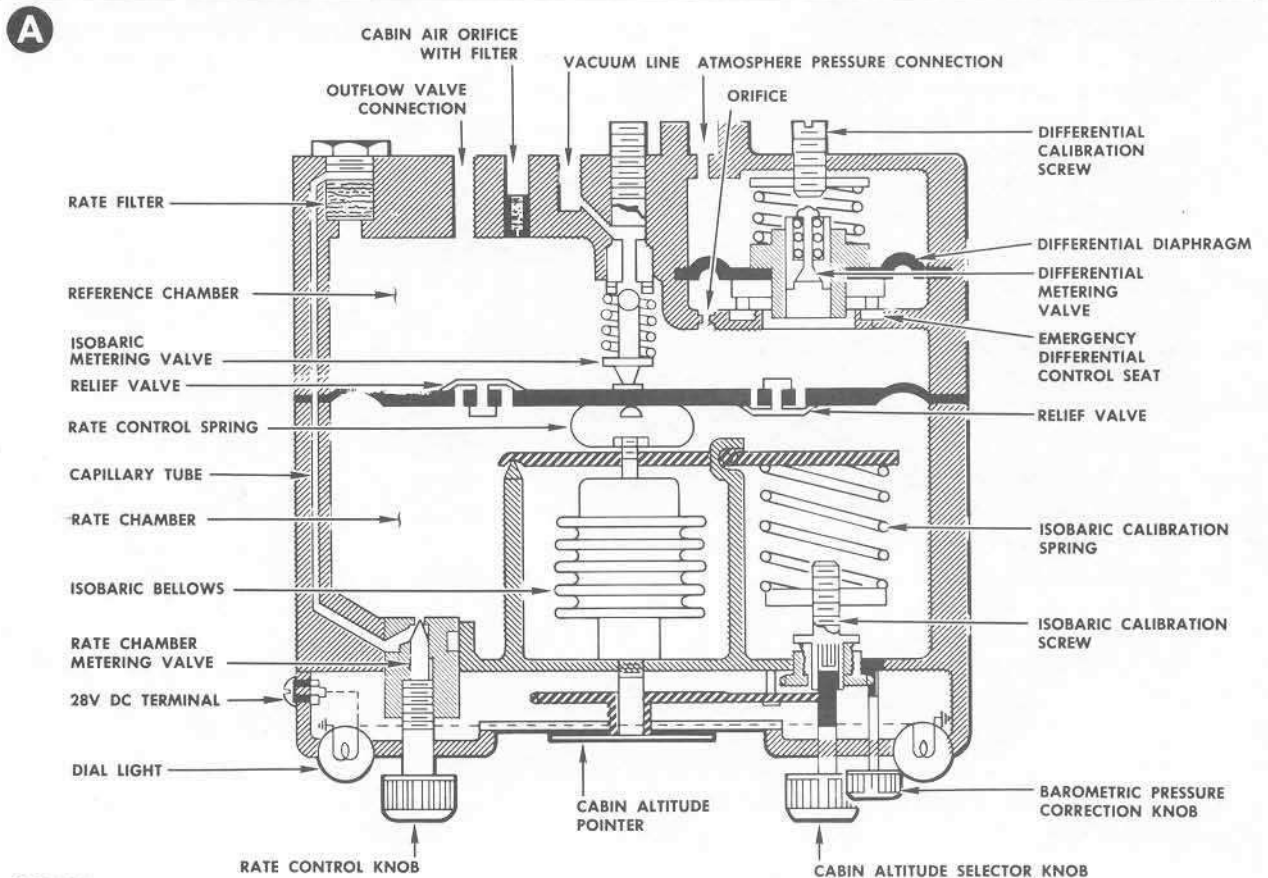 A
CABIN AIR ORIFICE
WITH FILTER
VACUUM LINE
ATMOSPHERE PRESSURE CONNECTION
OUTFLOW VALVE
CONNECTION
ORIFICE
DIFFERENTIAL
CALIBRATION
SCREW
RATE FILTER
DIFFERENTIAL DIAPHRAGM
DIFFERENTIAL
METERING
VALVE
REFERENCE CHAMBER
EMERGENCY
DIFFERENTIAL
CONTROL SEAT
ISOBARIC
METERING VALVE
RELIEF VALVE
RELIEF VALVE
RATE CONTROL SPRING
CAPILLARY TUBE
RATE CHAMBER
ISOBARIC CALIBRATION
SPRING
ISOBARIC BELLOWS
ISOBARIC CALIBRATION
SCREW
RATE CHAMBER
METERING VALVE
28V DC TERMINAL
DIAL LIGHT
BAROMETRIC PRESSURE
CORRECTION KNOB
CABIN ALTITUDE
POINTER
RATE CONTROL KNOB
CABIN ALTITUDE SELECTOR KNOB